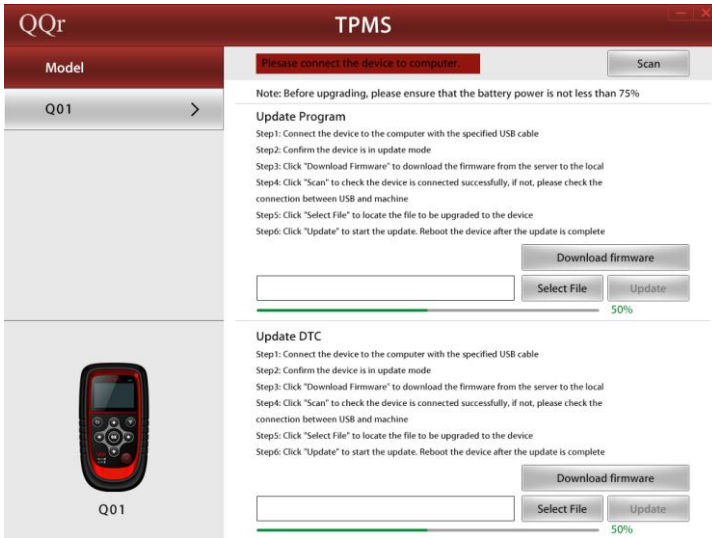 QQr
TPMS
Model
Plesase connect the device to computer.
Scan
Q01
Note: Before upgrading, please ensure that the battery power is not less than 75%
Update Program
Step1: Connect the device to the computer with the specified USB cable
Step2: Confirm the device is in update mode
Step3: Click "Download Firmware" to download the firmware from the server to the local
Step4: Click "Scan" to check the device is connected successfully, if not, please check the
connection between USB and machine
Step5: Click "Select File" to locate the file to be upgraded to the device
Step6: Click "Update" to start the update. Reboot the device after the update is complete
Download firmware
Select File
Update
50%
Update DTC
Step1: Connect the device to the computer with the specified USB cable
Step2: Confirm the device is in update mode
Step3: Click "Download Firmware" to download the firmware from the server to the local
Step4: Click "Scan" to check the device is connected successfully, if not, please check the
connection between USB and machine
Step5: Click "Select File" to locate the file to be upgraded to the device
Step6: Click "Update" to start the update. Reboot the device after the update is complete
Download firmware
Select File
Update
50%
OK
Q01